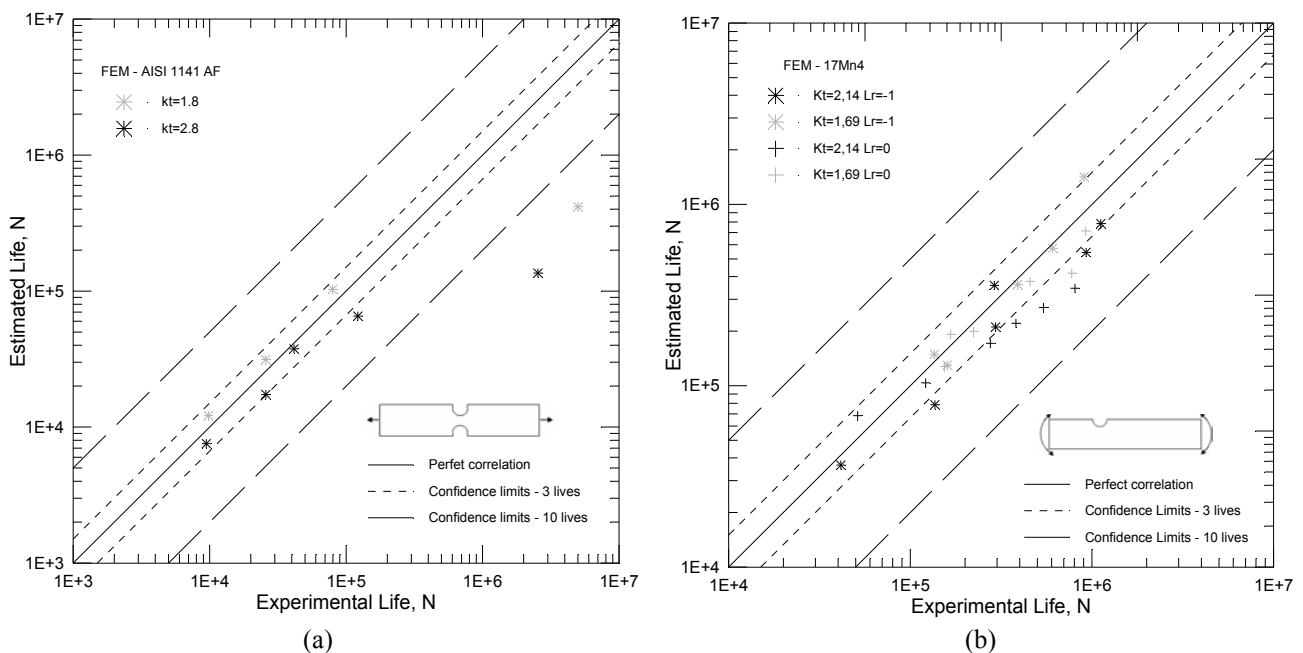 1E+7
1E+6
1E+5
1E+4
1E+3
Estimated Life, N
FEM - AISI 1141 AF
kt=1.8
kt=2.8
Perfet correlation
Confidence limits - 3 lives
Confidence limits - 10 lives
1E+3 1E+4 1E+5 1E+6 1E+7
Experimental Life, N
(a)
1E+7
1E+6
1E+5
1E+4
Estimated Life, N
FEM - 17Mn4
Kt=2,14 Lr=-1
Kt=1,69 Lr=-1
Kt=2,14 Lr=0
Kt=1,69 Lr=0
Perfect correlation
Confidence Limits - 3 lives
Confidence Limits - 10 lives
1E+4 1E+5 1E+6 1E+7
Experimental Life, N
(b)